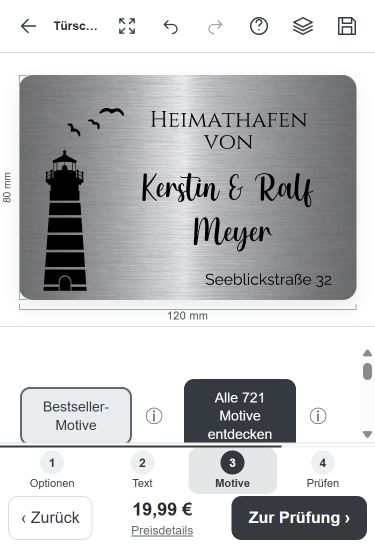 Türsc...
HEIMATHAFEN
VON
Kerstin & Ralf
Meyer
Seeblickstraße 32
80 mm
120 mm
Bestseller-
Motive
Alle 721
Motive
entdecken
1
2
3
4
Optionen
Text
Motive
Prüfen
‹ Zurück
19,99 €
Preisdetails
Zur Prüfung ›